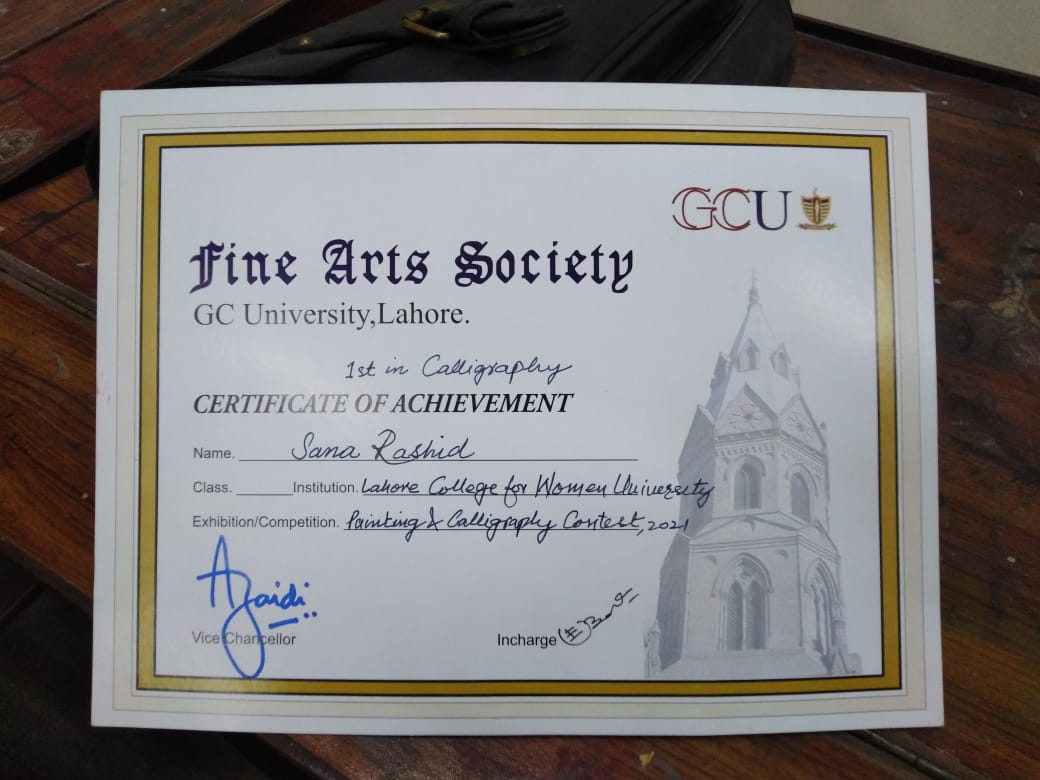 GCU
Fine Arts Society
GC University,Lahore.
1st in Calligraphy
CERTIFICATE OF ACHIEVEMENT
Name. Sana Rashid
Class. Institution. Lahore College for Women University
Exhibition/Competition. Painting & Calligraphy Contest, 2021
AZaidi
Vice Chancellor
Incharge